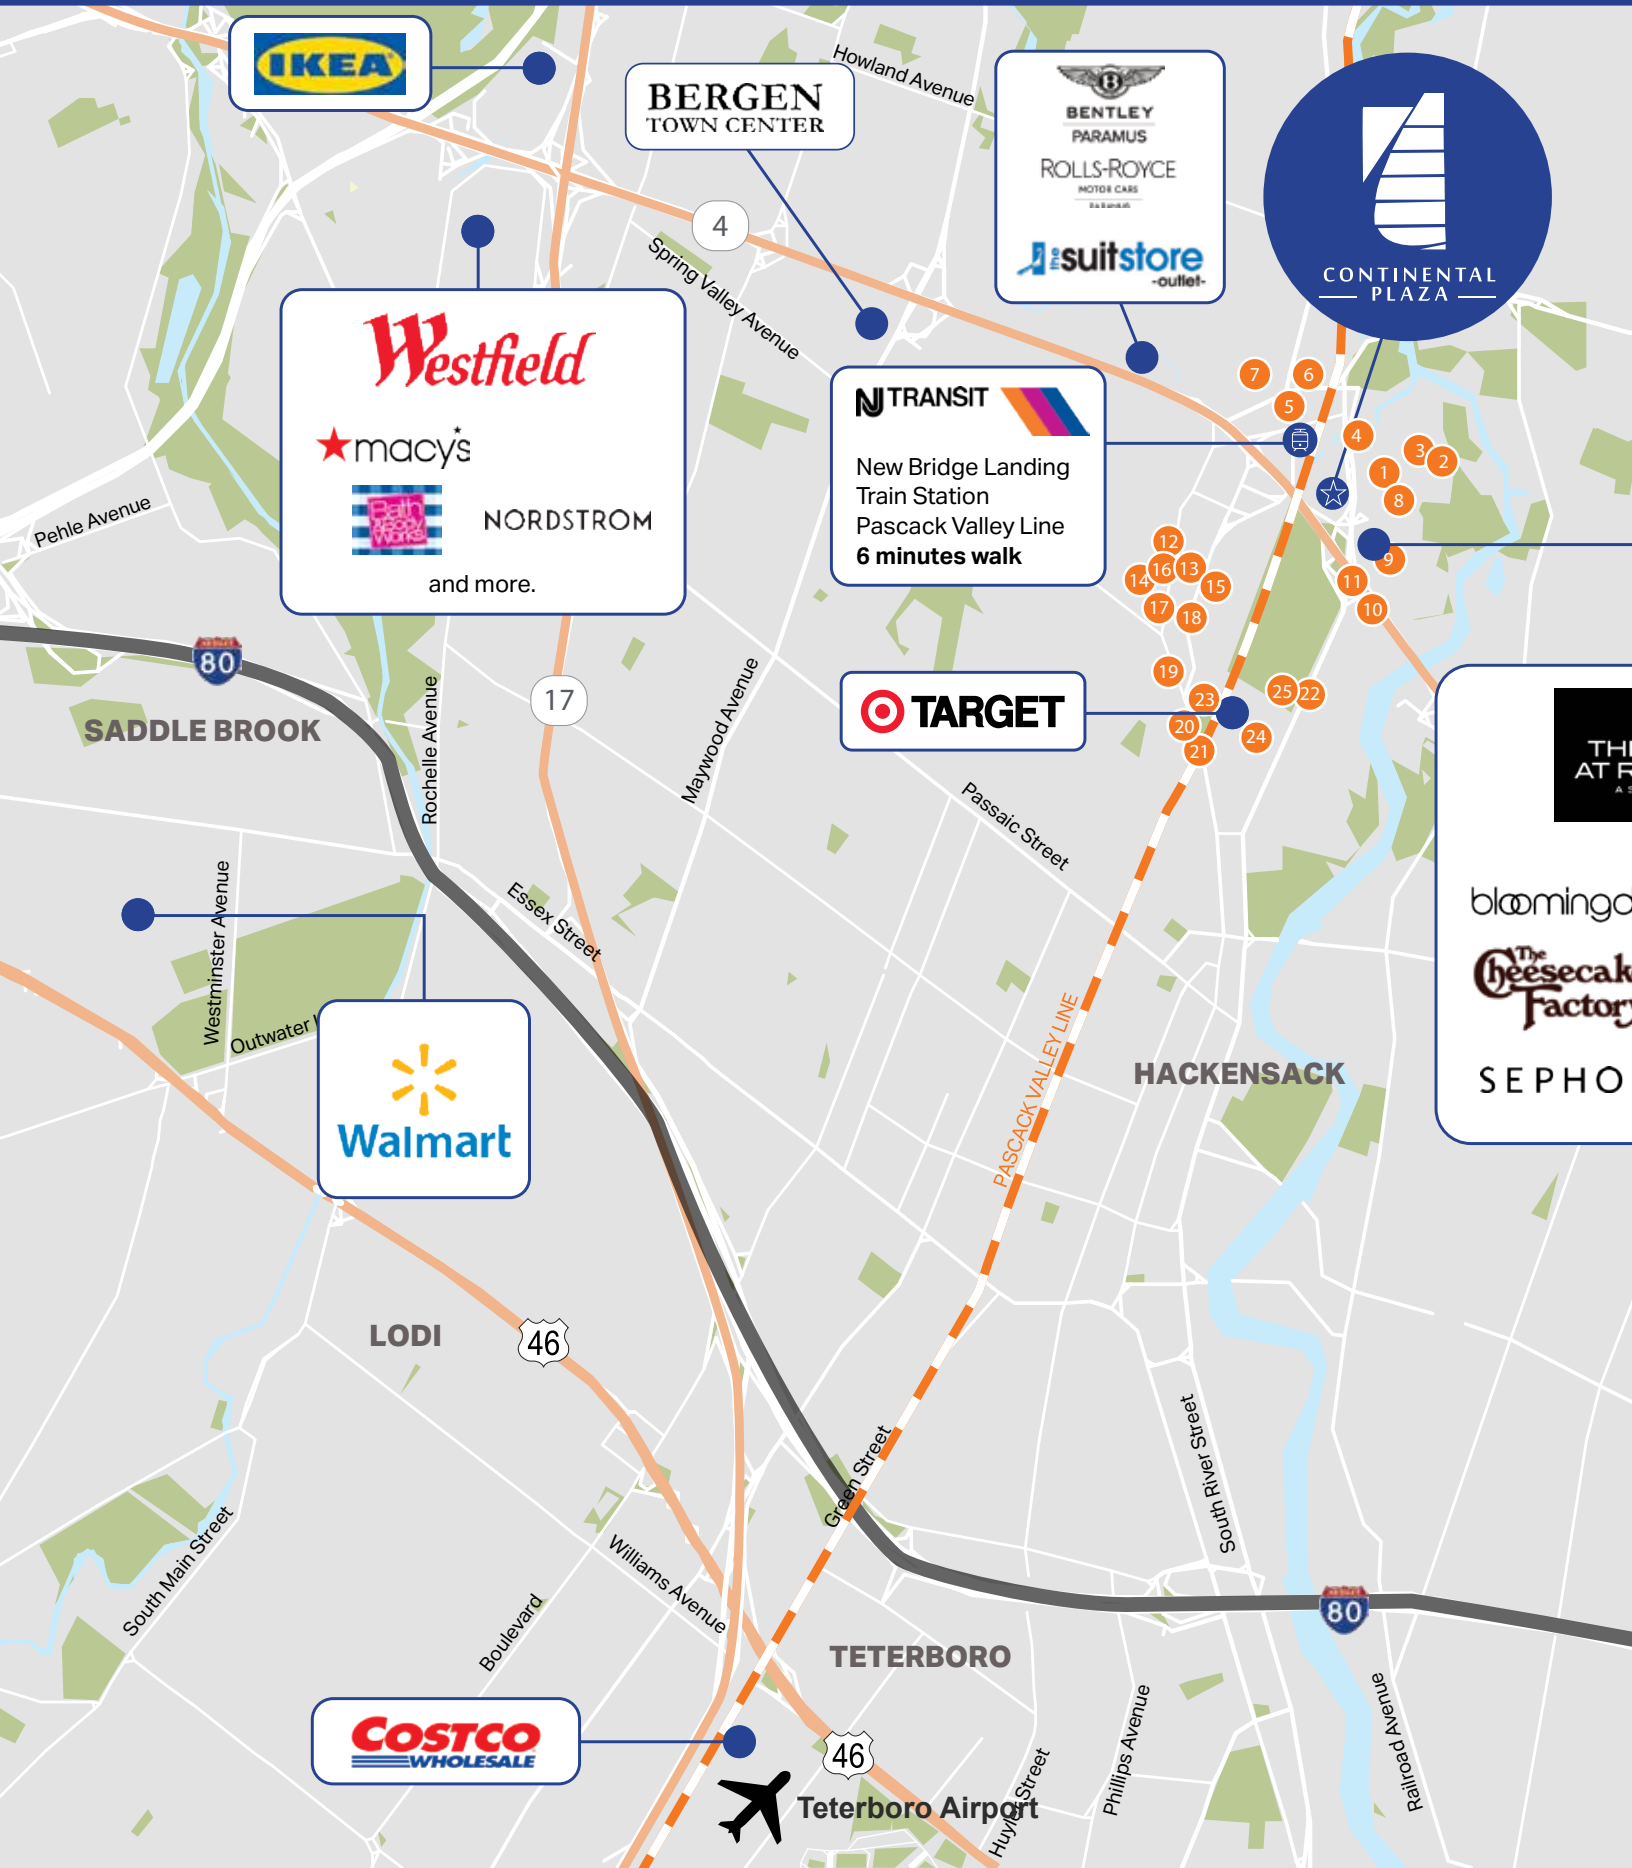 IKEA
BERGEN
TOWN CENTER
Howland Avenue
BENTLEY
PARAMUS
ROLLS-ROYCE
MOTOR CARS
PARAMUS
the suitstore
-outlet-
CONTINENTAL
PLAZA
4
Spring Valley Avenue
Westfield
macy's
Bath & Body Works
NORDSTROM
and more.
NJ TRANSIT
New Bridge Landing
Train Station
Pascack Valley Line
6 minutes walk
7
6
5
4
3
2
1
8
9
11
10
12
16
13
14
15
17
18
19
23
25
22
20
24
21
Pehle Avenue
80
SADDLE BROOK
Rochelle Avenue
17
Maywood Avenue
TARGET
Passaic Street
AT R
bloomingd
The
Cheesecak
Factory
SEPHO
Westminster Avenue
Essex Street
Outwater
Walmart
PASCACK VALLEY LINE
HACKENSACK
LODI
46
Green Street
South River Street
South Main Street
Williams Avenue
Boulevard
80
TETERBORO
COSTCO
WHOLESALE
46
Teterboro Airport
Huyler Street
Phillips Avenue
Railroad Avenue